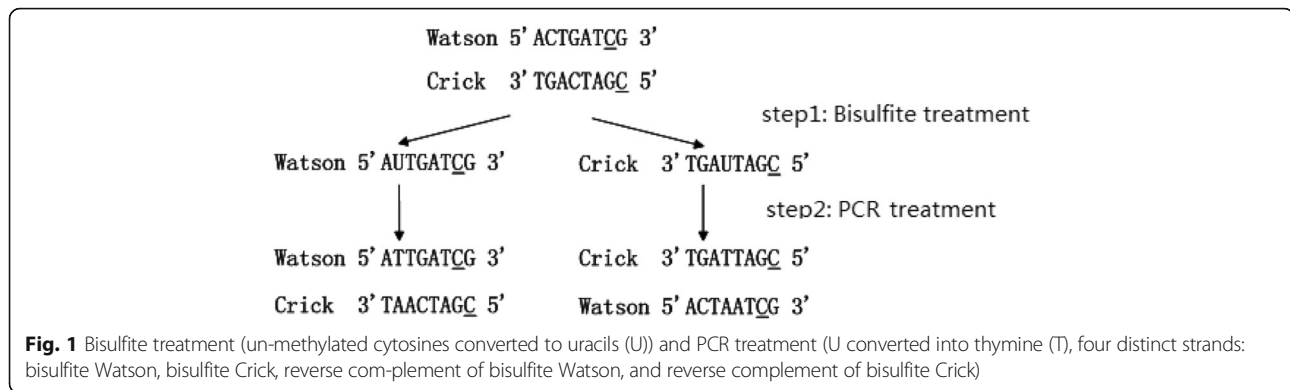 Watson 5' ACTGATCG 3'
Crick 3' TGACTAGC 5'
step1: Bisulfite treatment
Watson 5' AUTGATCG 3' Crick 3' TGAUTAGC 5'
step2: PCR treatment
Watson 5' ATTGATCG 3' Crick 3' TGATTAGC 5'
Crick 3' TAACTAGC 5' Watson 5' ACTAATCG 3'
Fig. 1 Bisulfite treatment (un-methylated cytosines converted to uracils (U)) and PCR treatment (U converted into thymine (T), four distinct strands:
bisulfite Watson, bisulfite Crick, reverse com-plement of bisulfite Watson, and reverse complement of bisulfite Crick)